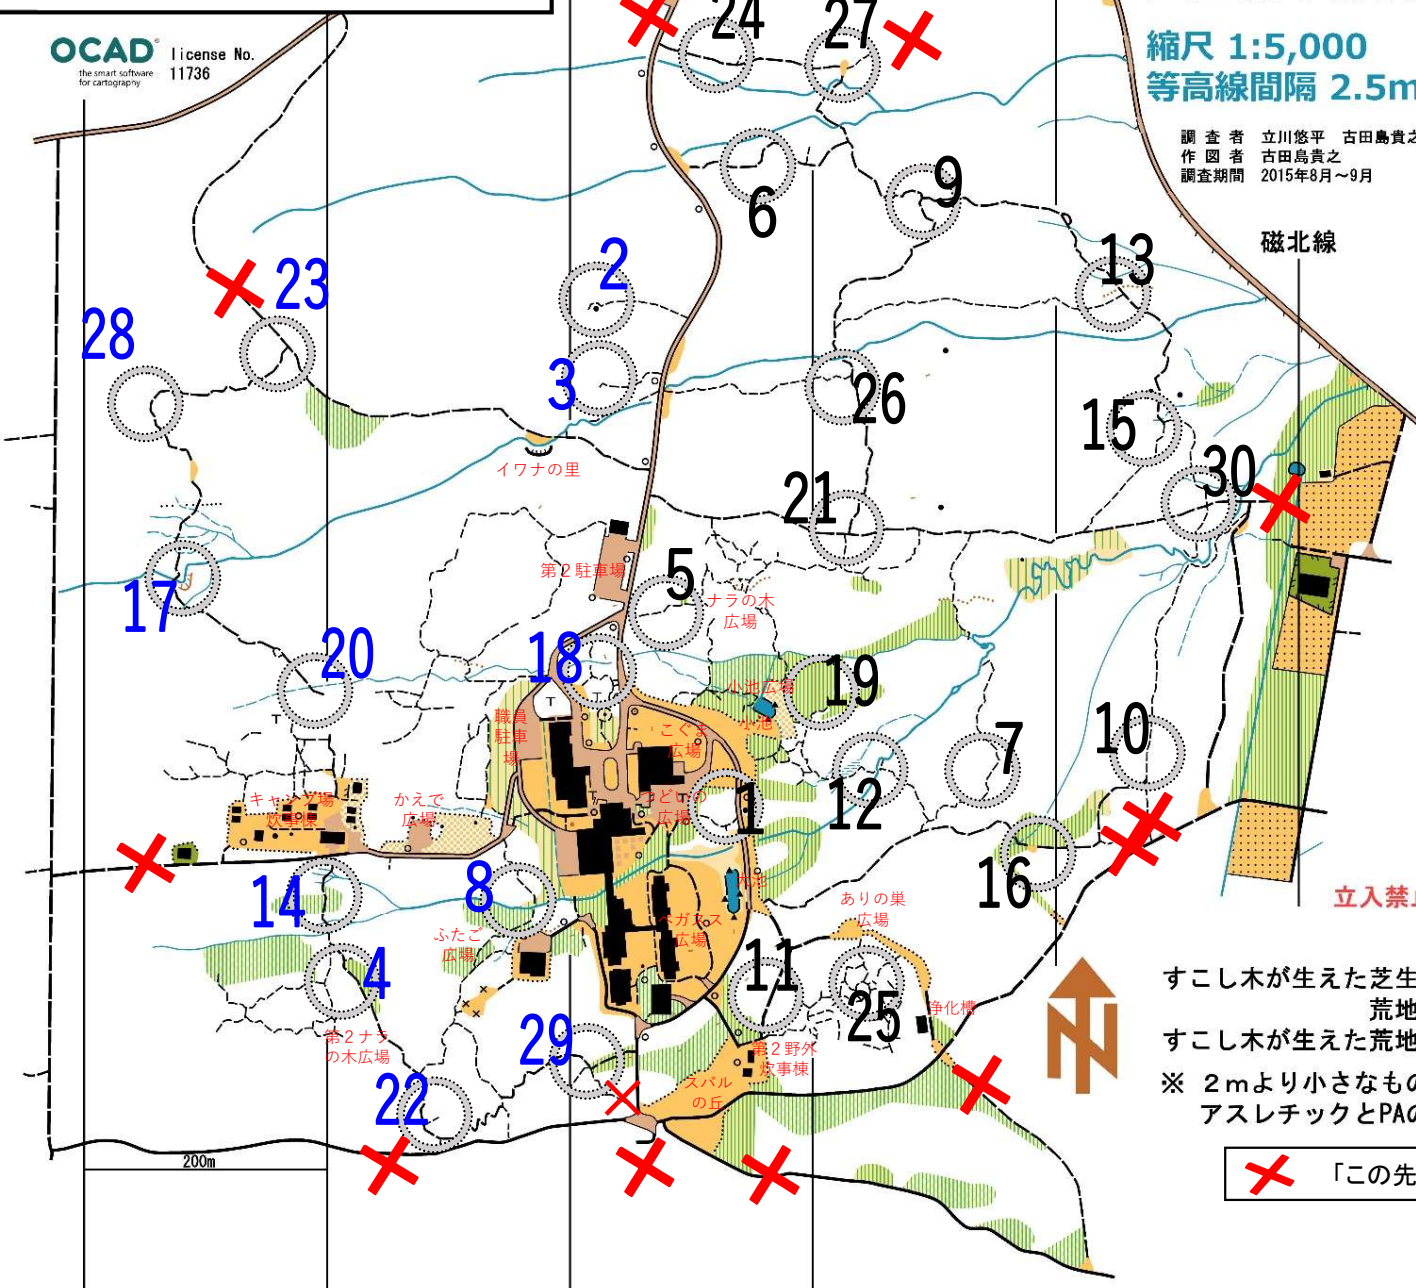 OCAD®
the smart software
for cartography
license No.
11736
縮尺 1:5,000
等高線間隔 2.5m
調 査 者 立川悠平 古田島貴之
作 図 者 古田島貴之
調査期間 2015年8月～9月
磁北線
24
27
6
9
13
23
2
28
3
26
15
イワナの里
21
30
第２駐車場
5
ナラの木
広場
17
20
18
小池広場
19
小池
職員
駐車
場
こぐま
広場
7
10
キャンプ場
炊事棟
かえで
広場
つどいの
広場
1
12
14
8
大池
16
ありの巣
広場
ふたご
広場
ペガスス
広場
4
11
25
浄化槽
第２ナラ
の木広場
29
第２野外
炊事棟
22
スバル
の丘
200m
立入禁止
すこし木が生えた芝生
荒地
すこし木が生えた荒地
※ ２ｍより小さなもの
アスレチックとPAの
「この先